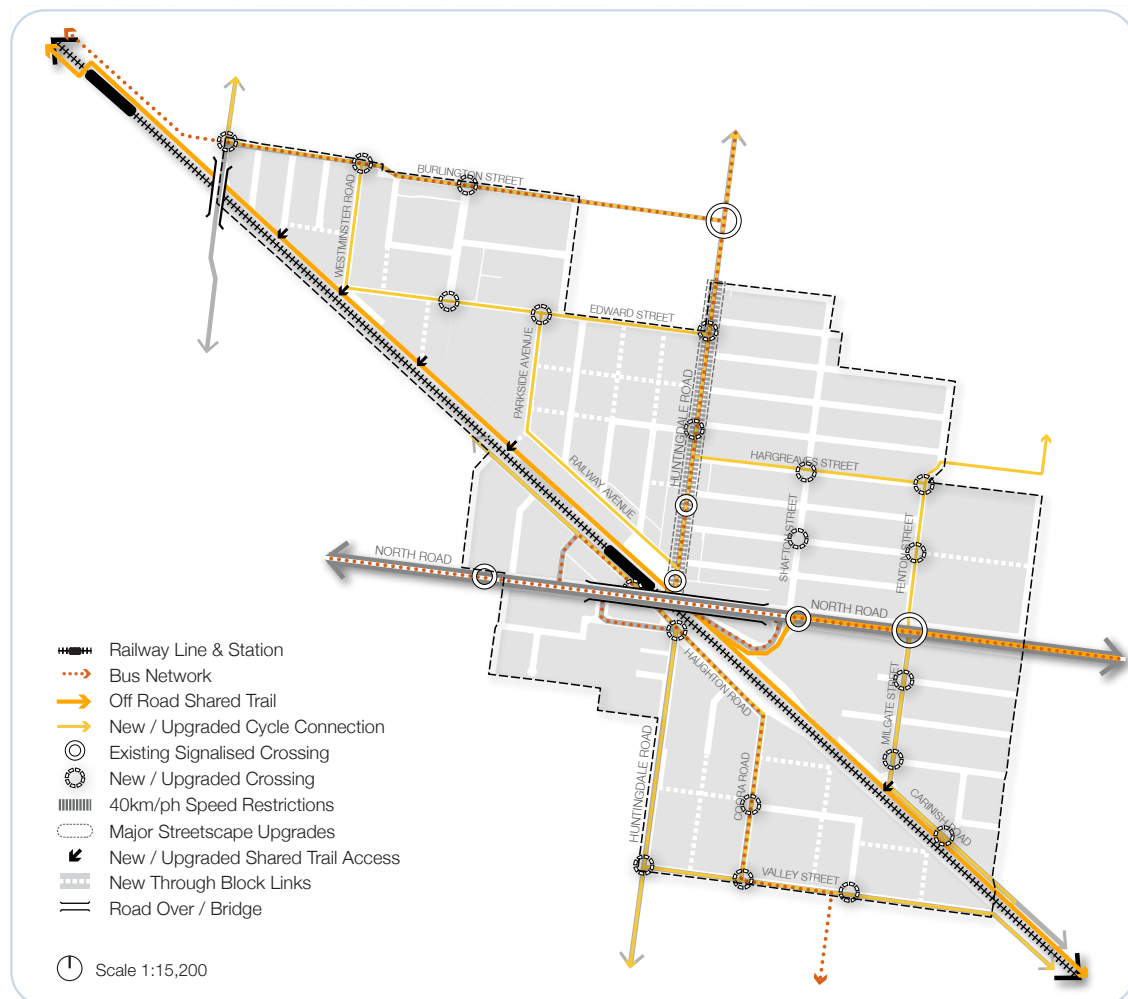 BURLINGTON STREET
WESTMINSTER ROAD
EDWARD STREET
PARKSIDE AVENUE
HUNTINGDALE ROAD
HARGREAVES STREET
RAILWAY AVENUE
SHAFTON STREET
FENTON STREET
NORTH ROAD
NORTH ROAD
HAUGHTON ROAD
MILGATE STREET
HUNTINGDALE ROAD
COBRA ROAD
CARINISH ROAD
VALLEY STREET
Railway Line & Station
Bus Network
Off Road Shared Trail
New / Upgraded Cycle Connection
Existing Signalised Crossing
New / Upgraded Crossing
40km/ph Speed Restrictions
Major Streetscape Upgrades
New / Upgraded Shared Trail Access
New Through Block Links
Road Over / Bridge
Scale 1:15,200